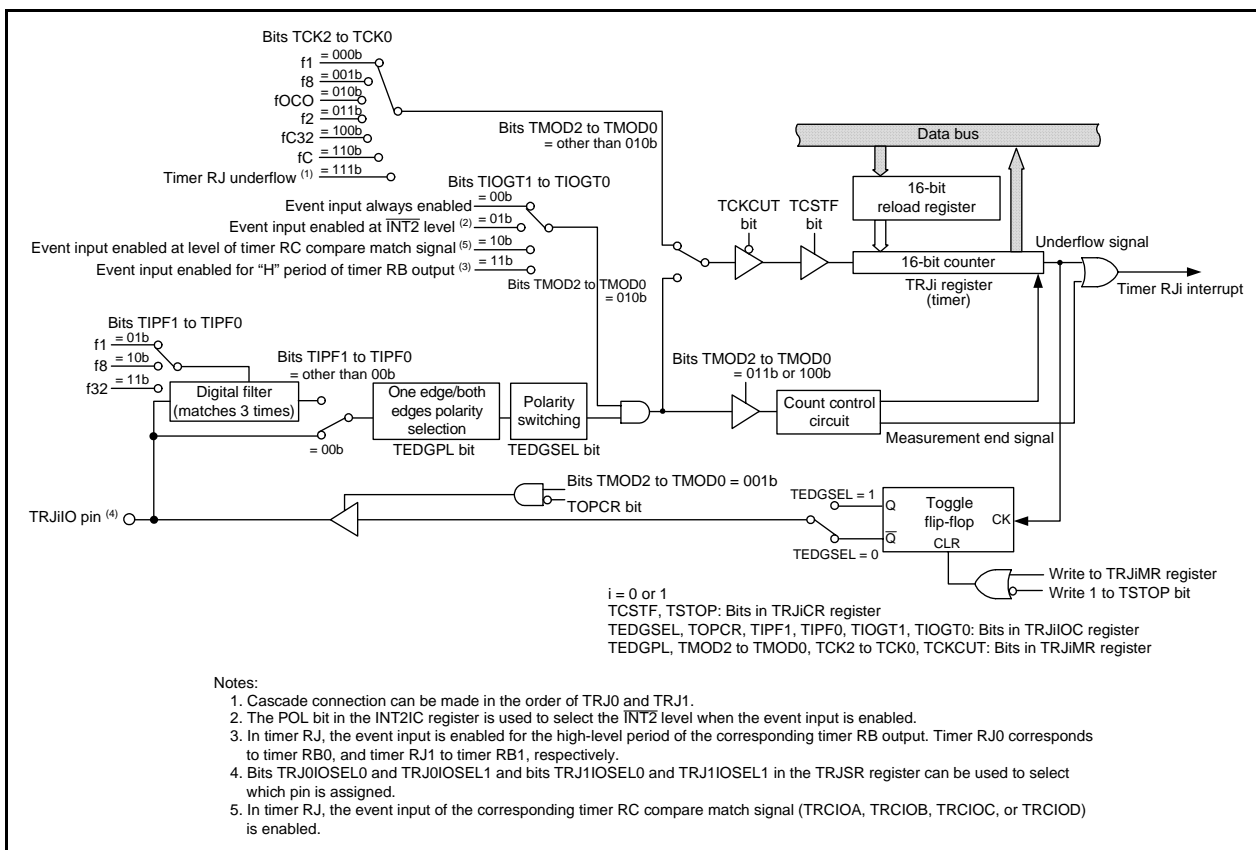 Bits TCK2 to TCK0
f1 = 000b
f8 = 001b
fOCO = 010b
f2 = 011b
fC32 = 100b
fC = 110b
Timer RJ underflow (1) = 111b
Bits TMOD2 to TMOD0
= other than 010b
Data bus
16-bit
reload register
Bits TIOGT1 to TIOGT0
Event input always enabled = 00b
Event input enabled at INT2 level (2) = 01b
Event input enabled at level of timer RC compare match signal (5) = 10b
Event input enabled for “H” period of timer RB output (3) = 11b
Bits TMOD2 to TMOD0
= 010b
TCKCUT
bit
TCSTF
bit
16-bit counter
TRJi register
(timer)
Underflow signal
Timer RJi interrupt
Bits TIPF1 to TIPF0
f1 = 01b
f8 = 10b
f32 = 11b
Digital filter
(matches 3 times)
Bits TIPF1 to TIPF0
= other than 00b
= 00b
One edge/both
edges polarity
selection
TEDGPL bit
Polarity
switching
TEDGSEL bit
Bits TMOD2 to TMOD0
= 011b or 100b
Count control
circuit
Measurement end signal
Bits TMOD2 to TMOD0 = 001b
TOPCR bit
TRJiIO pin (4)
TEDGSEL = 1
TEDGSEL = 0
Q
Q
Toggle
flip-flop
CK
CLR
Write to TRJiMR register
Write 1 to TSTOP bit
i = 0 or 1
TCSTF, TSTOP: Bits in TRJiCR register
TEDGSEL, TOPCR, TIPF1, TIPF0, TIOGT1, TIOGT0: Bits in TRJiIOC register
TEDGPL, TMOD2 to TMOD0, TCK2 to TCK0, TCKCUT: Bits in TRJiMR register
Notes:
1. Cascade connection can be made in the order of TRJ0 and TRJ1.
2. The POL bit in the INT2IC register is used to select the INT2 level when the event input is enabled.
3. In timer RJ, the event input is enabled for the high-level period of the corresponding timer RB output. Timer RJ0 corresponds
to timer RB0, and timer RJ1 to timer RB1, respectively.
4. Bits TRJ0IOSEL0 and TRJ0IOSEL1 and bits TRJ1IOSEL0 and TRJ1IOSEL1 in the TRJSR register can be used to select
which pin is assigned.
5. In timer RJ, the event input of the corresponding timer RC compare match signal (TRCIOA, TRCIOB, TRCIOC, or TRCIOD)
is enabled.